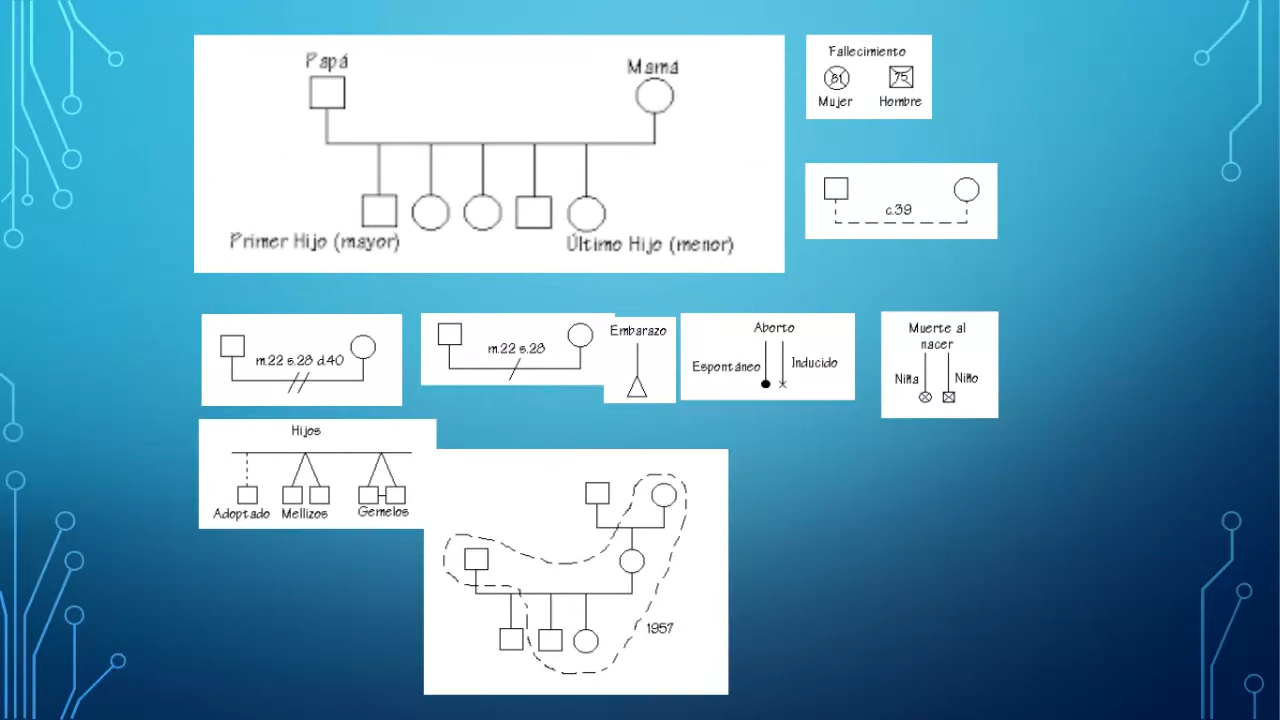 Papá
Mamá
Primer Hijo (mayor)
Último Hijo (menor)
Fallecimiento
81
75
Mujer
Hombre
c.39
m.22 s.28 d.40
m.22 s.28
Embarazo
Aborto
Espontáneo
Inducido
Muerte al
nacer
Niña
Niño
Hijos
Adoptado
Mellizos
Gemelos
1957